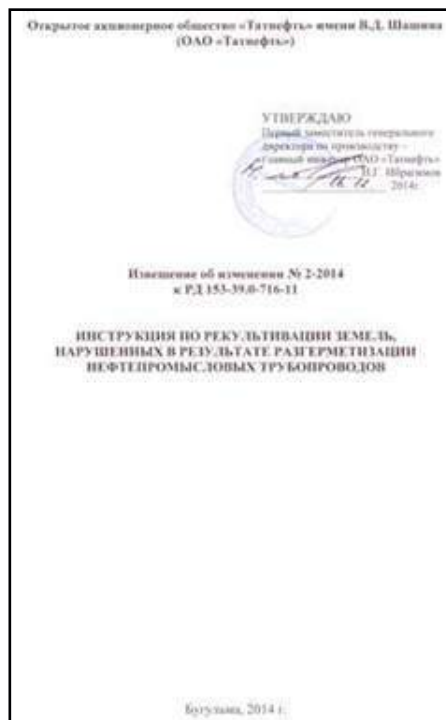 Открытое акционерное общество «Татнефть» имени В.Д. Шашина
(ОАО «Татнефть»)
УТВЕРЖДАЮ
Первый заместитель генерального
директора по производству –
главный инженер ОАО «Татнефть»
Н.Г. Ибрагимов
2014г.
Извещение об изменении № 2-2014
к РД 153-39.0-716-11
ИНСТРУКЦИЯ ПО РЕКУЛЬТИВАЦИИ ЗЕМЕЛЬ,
НАРУШЕННЫХ В РЕЗУЛЬТАТЕ РАЗГЕРМЕТИЗАЦИИ
НЕФТЕПРОМЫСЛОВЫХ ТРУБОПРОВОДОВ
Бугульма, 2014 г.